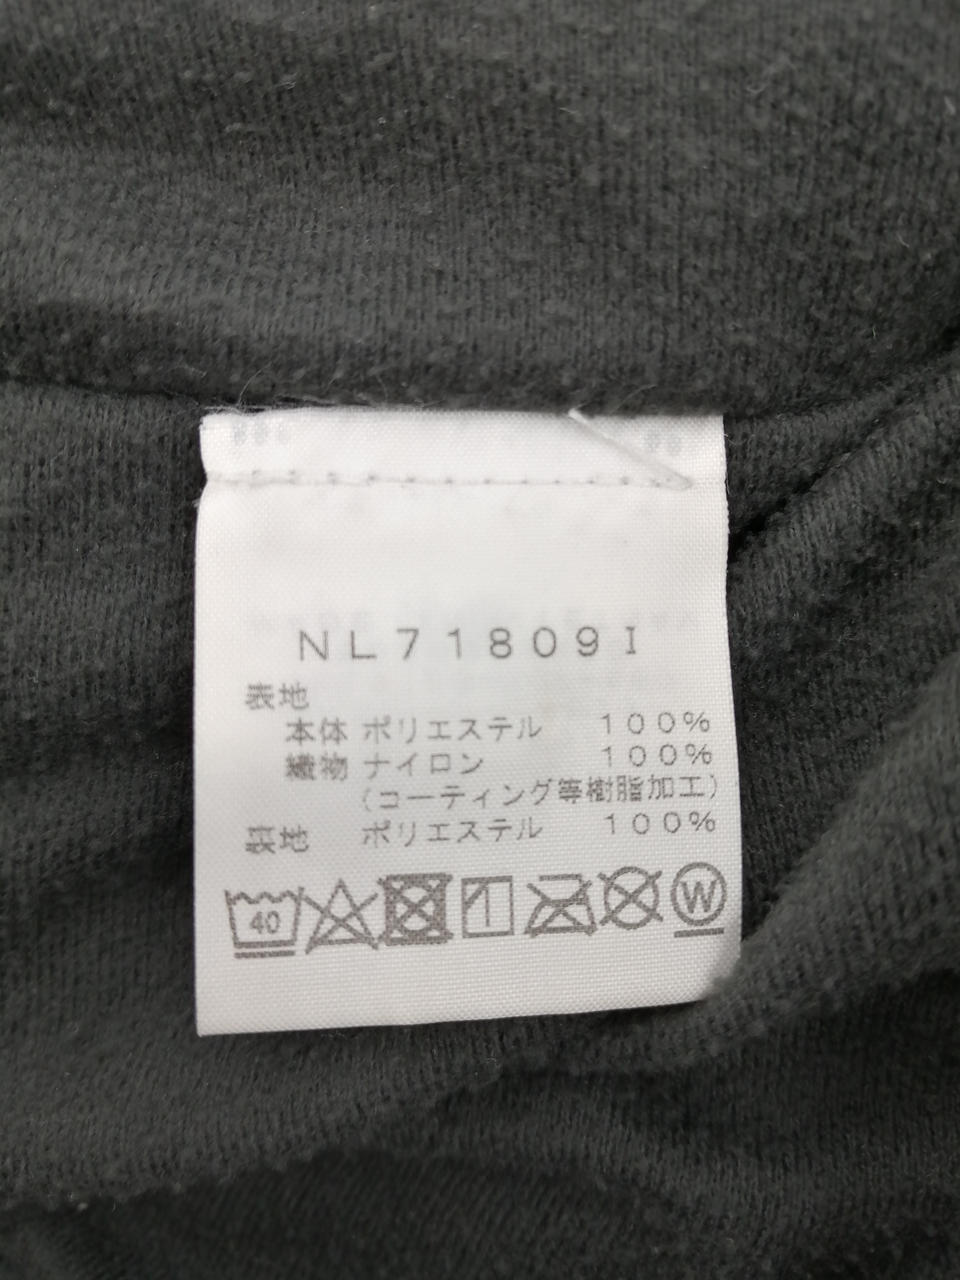 NL71809I
表地
本体 ポリエステル 100%
織物 ナイロン 100%
(コーティング等樹脂加工)
裏地 ポリエステル 100%
40
W